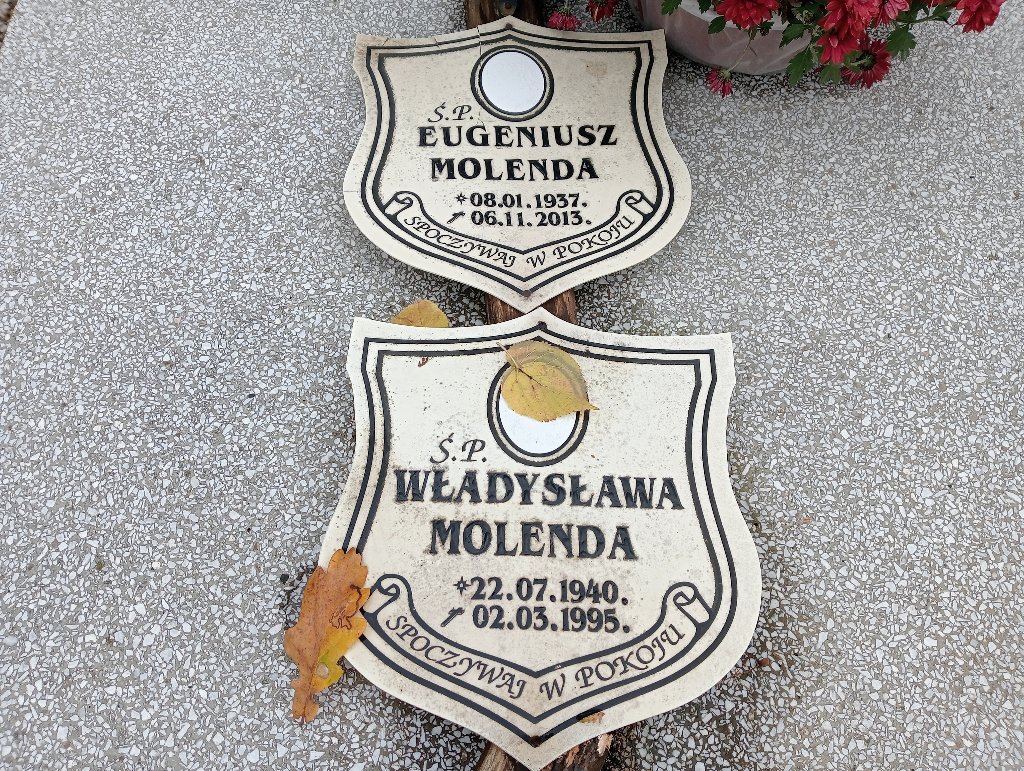 Ś.P.
EUGENIUSZ
MOLENDA
*08.01.1937.
†06.11.2013.
SPOCZYWAJ W POKOJU
Ś.P.
WŁADYSŁAWA
MOLENDA
*22.07.1940.
†02.03.1995.
SPOCZYWAJ W POKOJU